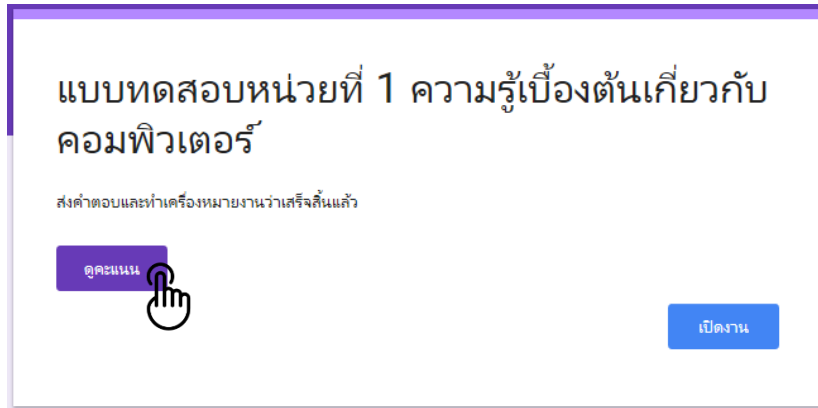 แบบทดสอบหน่วยที่ 1 ความรู้เบื้องต้นเกี่ยวกับ
คอมพิวเตอร์
ส่งคำตอบและทำเครื่องหมายงานว่าเสร็จสิ้นแล้ว
ดูคะแนน
เปิดงาน